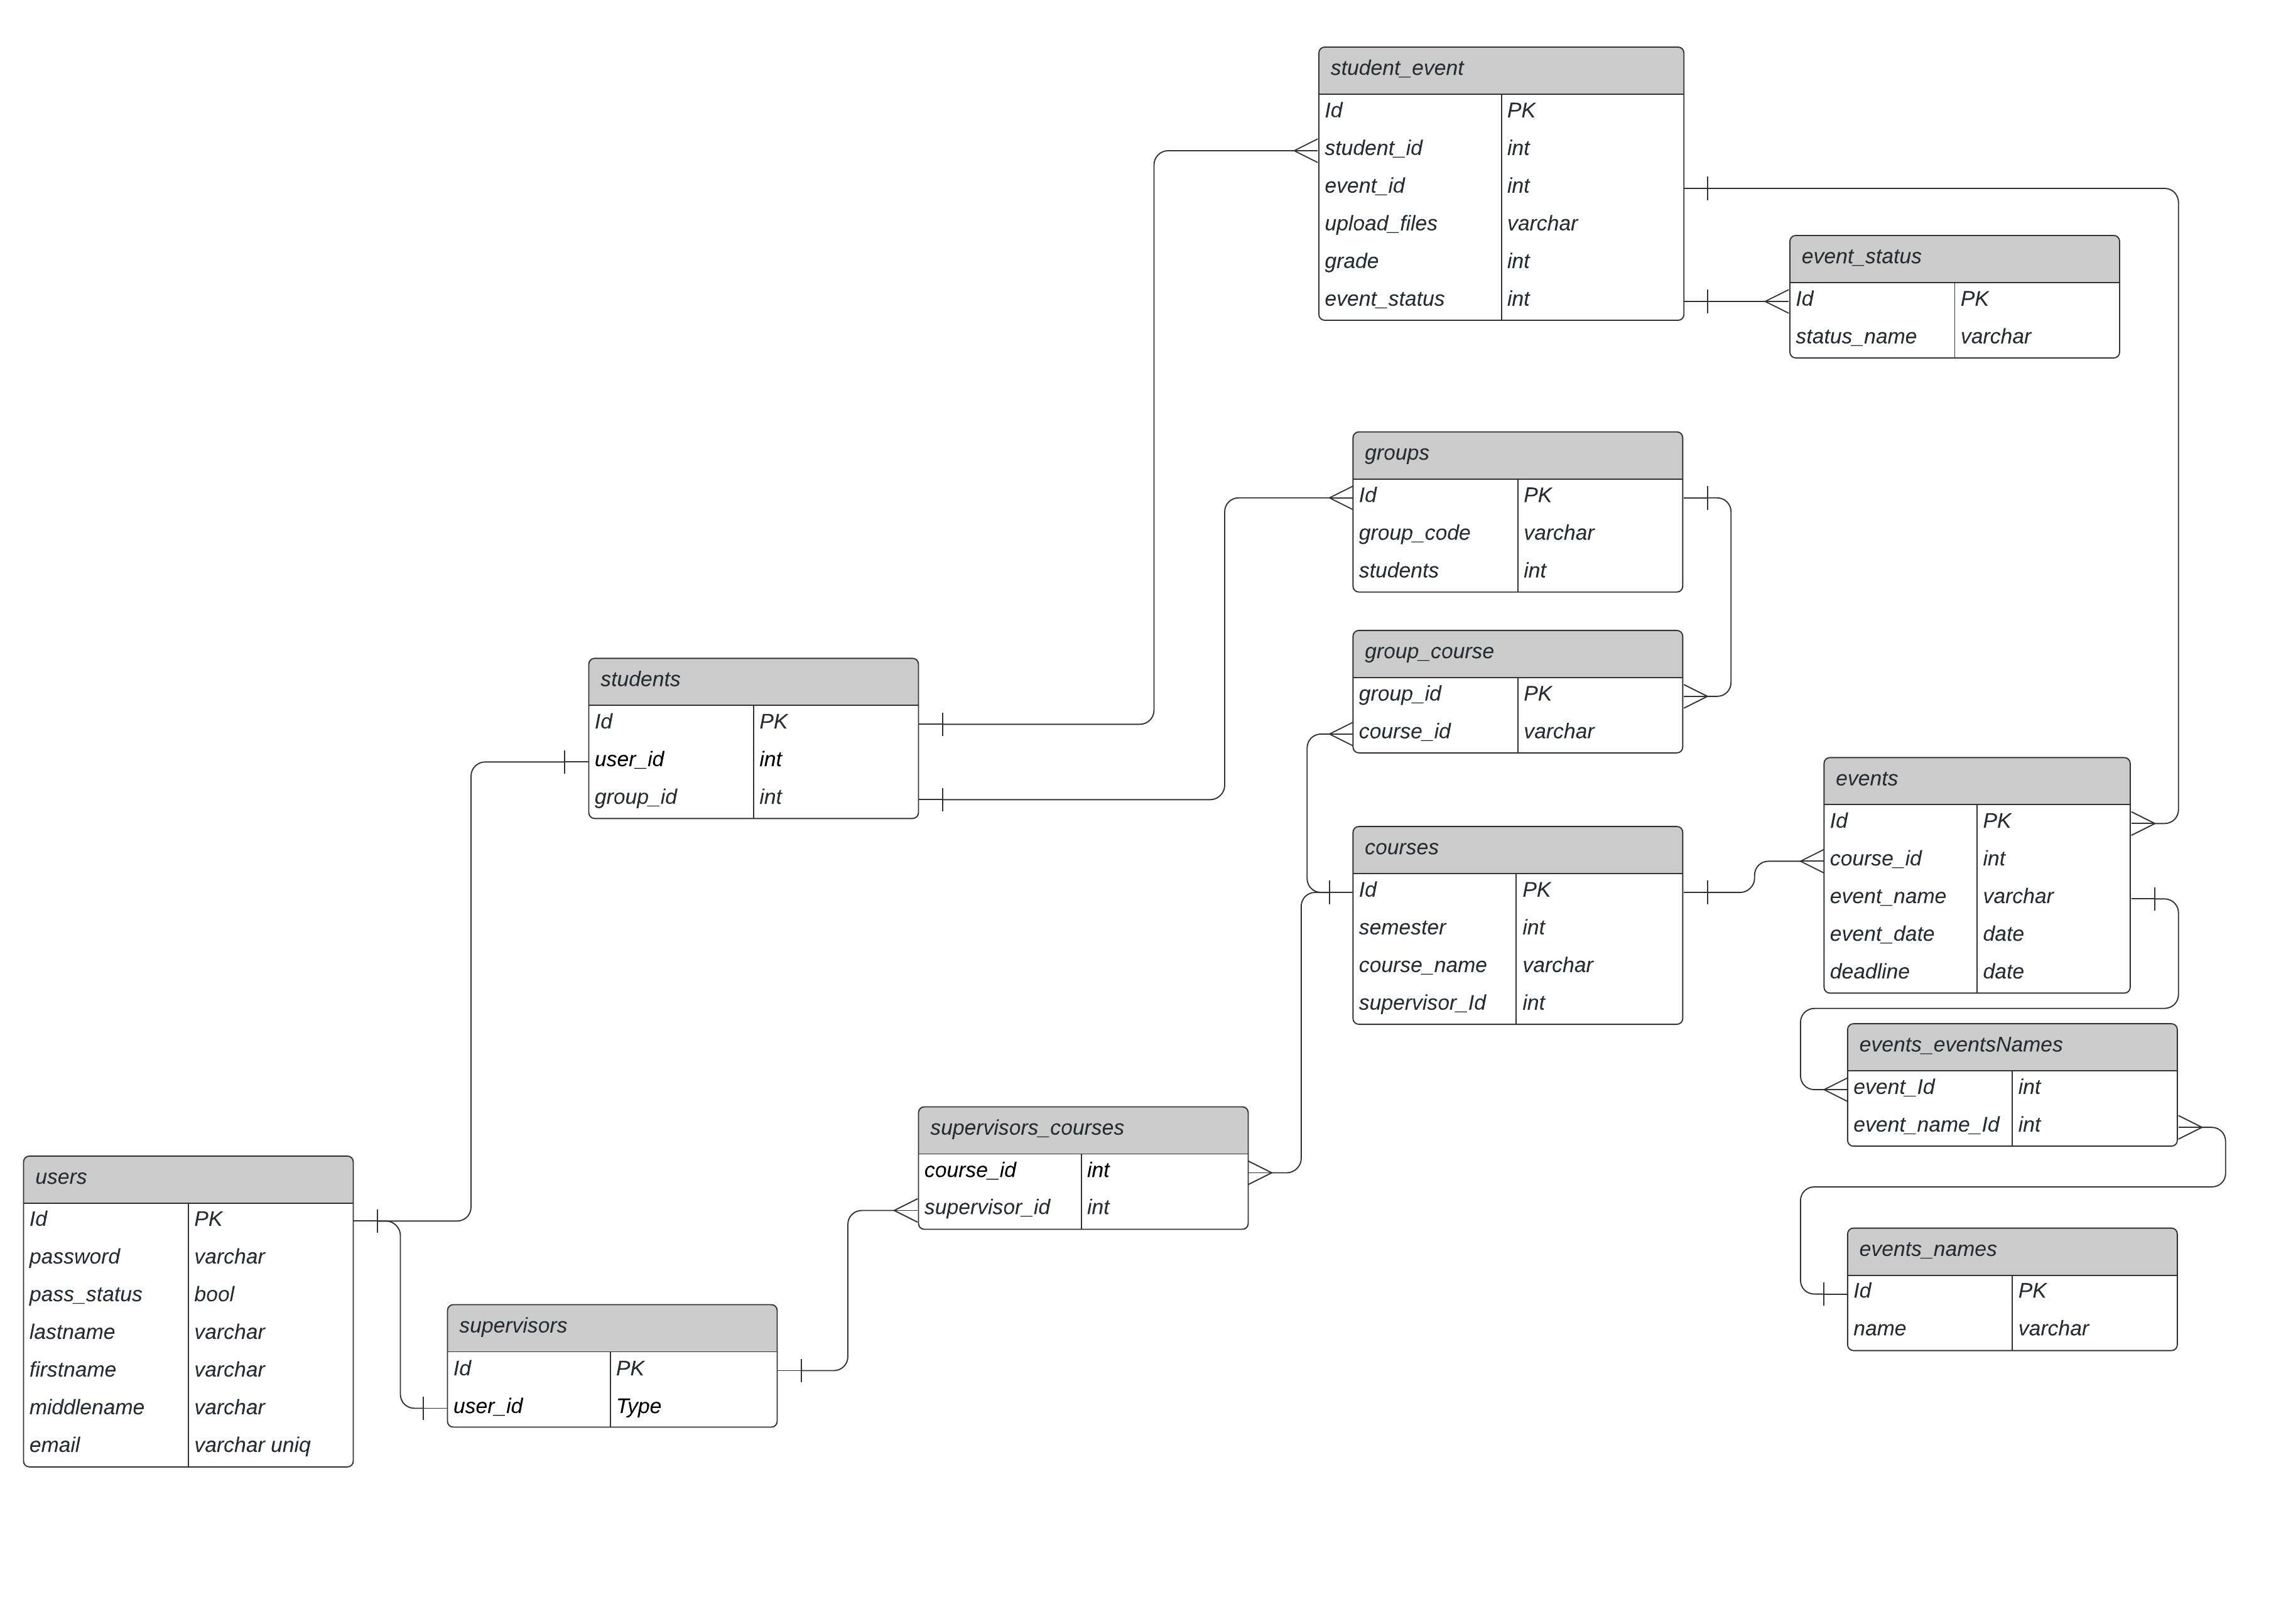 student_event
Id PK
student_id int
event_id int
upload_files varchar
grade int
event_status int
event_status
Id PK
status_name varchar
groups
Id PK
group_code varchar
students int
group_course
group_id PK
course_id varchar
students
Id PK
user_id int
group_id int
events
Id PK
course_id int
event_name varchar
event_date date
deadline date
courses
Id PK
semester int
course_name varchar
supervisor_Id int
events_eventsNames
event_Id int
event_name_Id int
supervisors_courses
course_id int
supervisor_id int
users
Id PK
password varchar
pass_status bool
lastname varchar
firstname varchar
middlename varchar
email varchar uniq
events_names
Id PK
name varchar
supervisors
Id PK
user_id Type